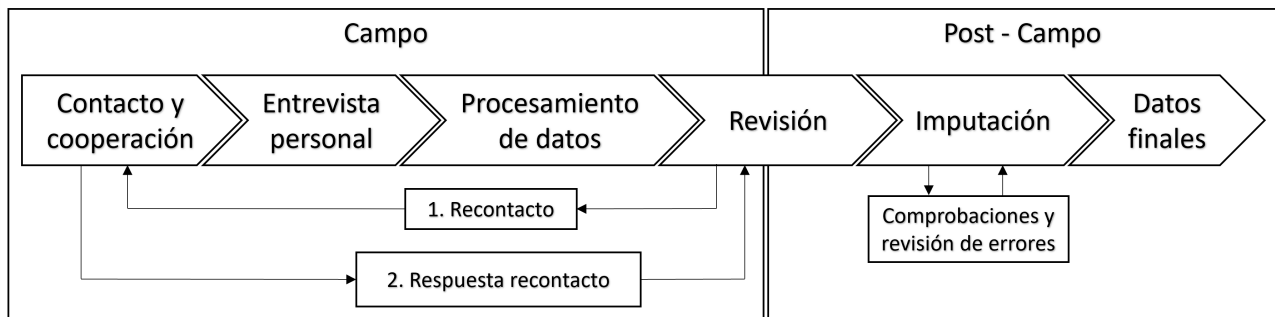 Campo
Post - Campo
Contacto y
cooperación
Entrevista
personal
Procesamiento
de datos
Revisión
Imputación
Datos
finales
1. Recontacto
2. Respuesta recontacto
Comprobaciones y
revisión de errores